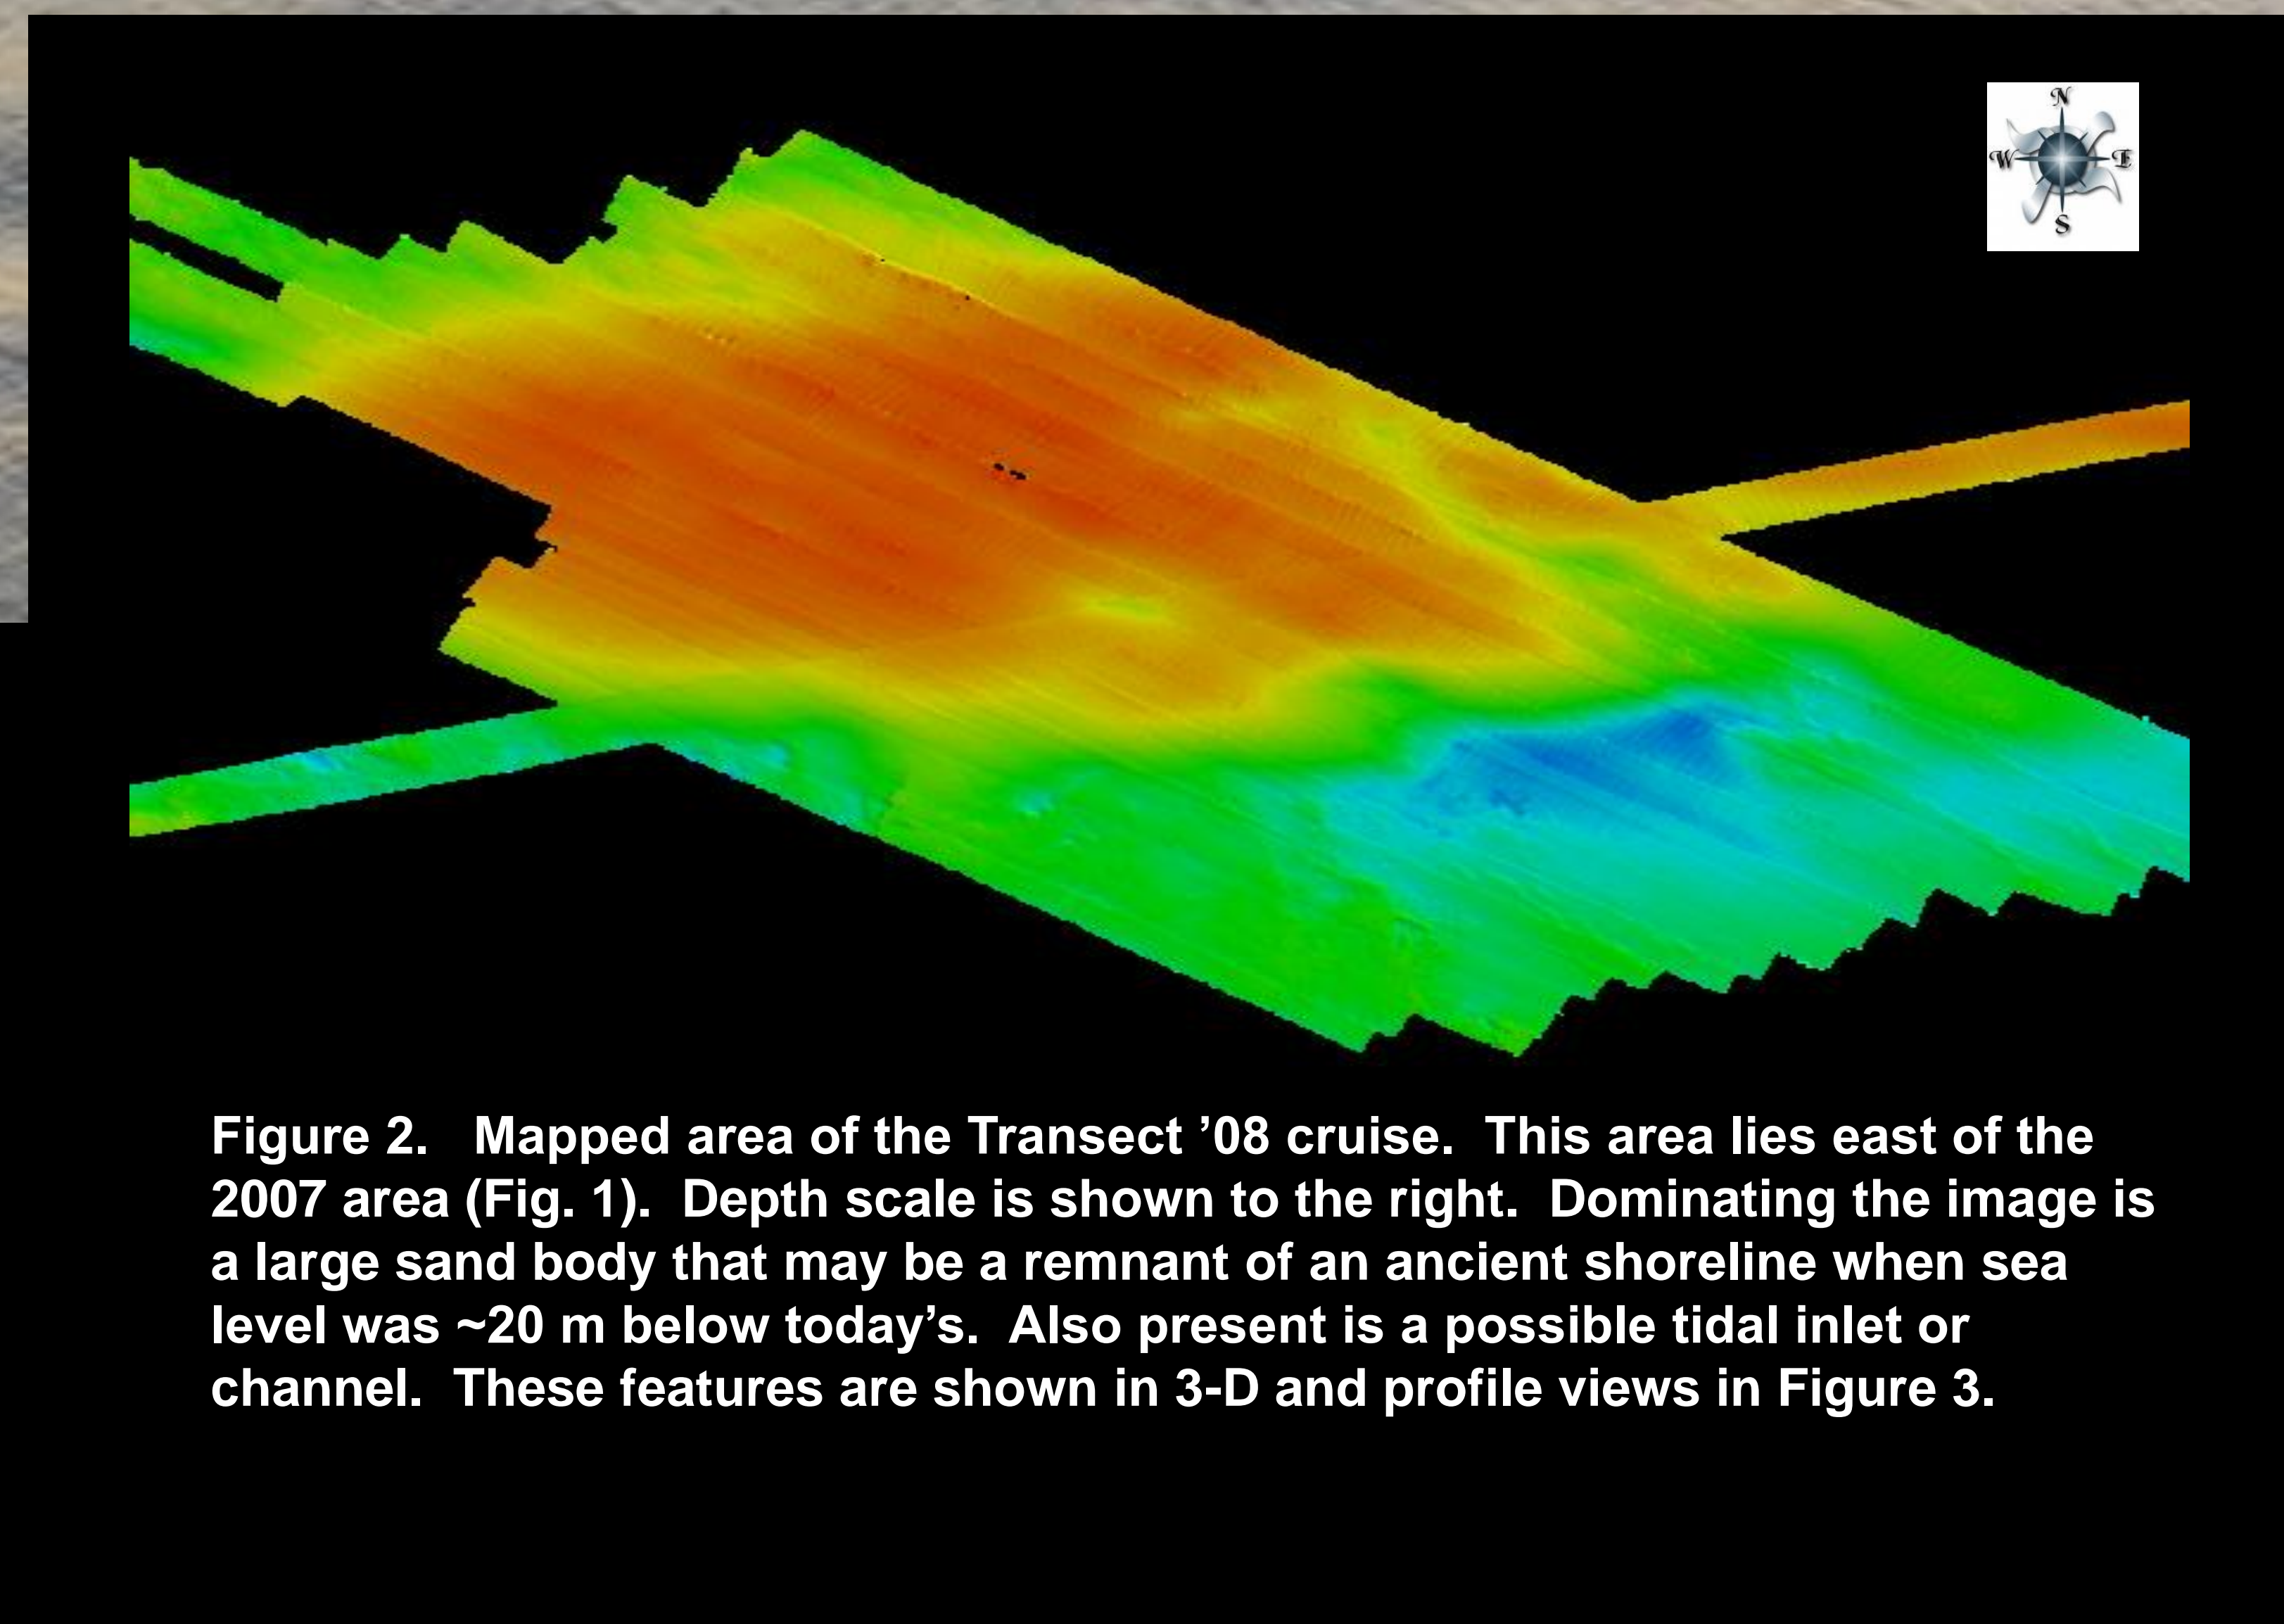 N
W E
S
Figure 2. Mapped area of the Transect ’08 cruise. This area lies east of the
2007 area (Fig. 1). Depth scale is shown to the right. Dominating the image is
a large sand body that may be a remnant of an ancient shoreline when sea
level was ~20 m below today’s. Also present is a possible tidal inlet or
channel. These features are shown in 3-D and profile views in Figure 3.